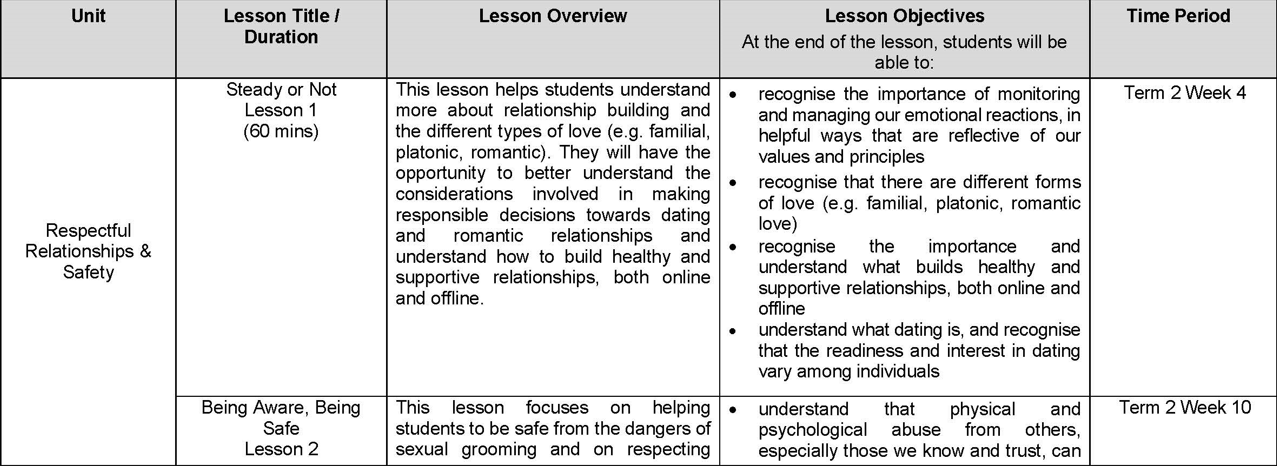 Unit
Lesson Title /
Duration
Lesson Overview
Lesson Objectives
At the end of the lesson, students will be
able to:
Time Period
Respectful
Relationships &
Safety
Steady or Not
Lesson 1
(60 mins)
This lesson helps students understand
more about relationship building and
the different types of love (e.g. familial,
platonic, romantic). They will have the
opportunity to better understand the
considerations involved in making
responsible decisions towards dating
and romantic relationships and
understand how to build healthy and
supportive relationships, both online
and offline.
• recognise the importance of monitoring
and managing our emotional reactions, in
helpful ways that are reflective of our
values and principles
• recognise that there are different forms
of love (e.g. familial, platonic, romantic
love)
• recognise the importance and
understand what builds healthy and
supportive relationships, both online and
offline
• understand what dating is, and recognise
that the readiness and interest in dating
vary among individuals
Term 2 Week 4
Being Aware, Being
Safe
Lesson 2
This lesson focuses on helping
students to be safe from the dangers of
sexual grooming and on respecting
• understand that physical and
psychological abuse from others,
especially those we know and trust, can
Term 2 Week 10